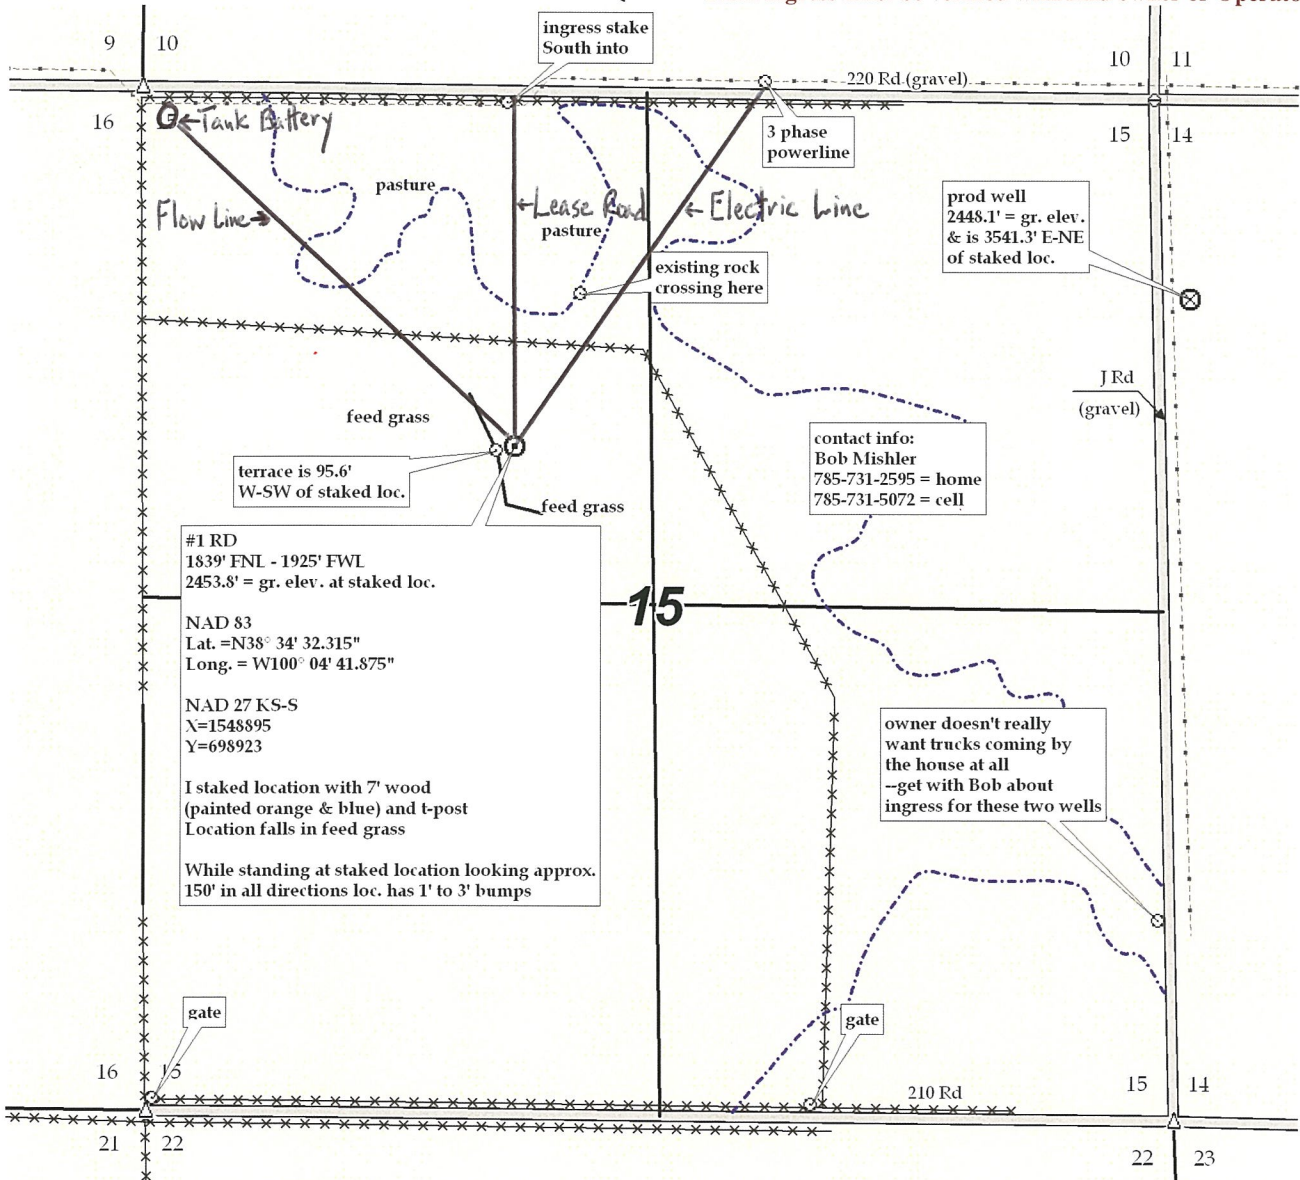 9
10
ingress stake
South into
10
11
220 Rd (gravel)
16
←Tank Battery
3 phase
powerline
15
14
pasture
Flow Line→
←Lease Road
pasture
← Electric Line
prod well
2448.1' = gr. elev.
& is 3541.3' E-NE
of staked loc.
existing rock
crossing here
J Rd
(gravel)
feed grass
contact info:
Bob Mishler
785-731-2595 = home
785-731-5072 = cell
terrace is 95.6'
W-SW of staked loc.
feed grass
#1 RD
1839' FNL - 1925' FWL
2453.8' = gr. elev. at staked loc.
NAD 83
Lat. =N38° 34' 32.315"
Long. = W100° 04' 41.875"
NAD 27 KS-S
X=1548895
Y=698923
I staked location with 7' wood
(painted orange & blue) and t-post
Location falls in feed grass
While standing at staked location looking approx.
150' in all directions loc. has 1' to 3' bumps
15
owner doesn't really
want trucks coming by
the house at all
--get with Bob about
ingress for these two wells
gate
gate
16
15
210 Rd
15
14
21
22
22
23